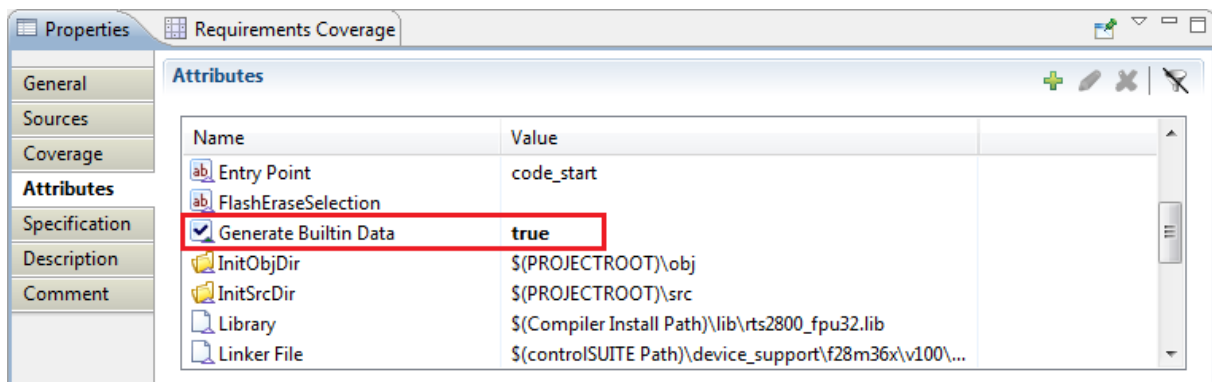 Properties Requirements Coverage
Attributes
General
Sources
Coverage
Attributes
Specification
Description
Comment
Name Value
Entry Point code_start
FlashEraseSelection
Generate Builtin Data true
InitObjDir $(PROJECTROOT)\obj
InitSrcDir $(PROJECTROOT)\src
Library $(Compiler Install Path)\lib\rts2800_fpu32.lib
Linker File $(controlSUITE Path)\device_support\f28m36x\v100\...